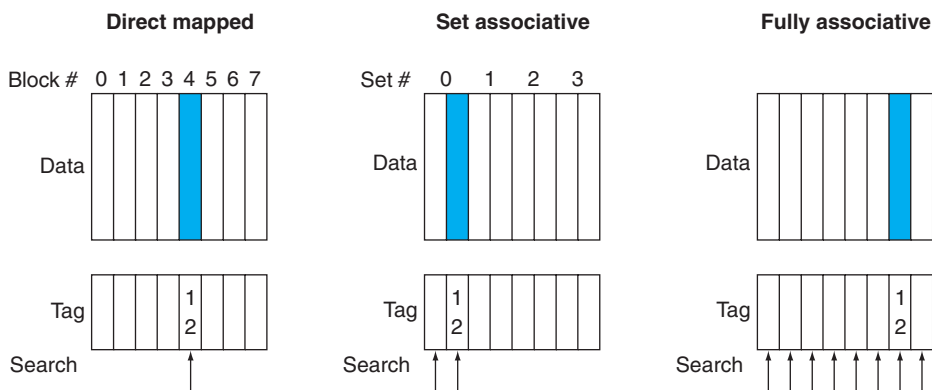 Direct mapped
Set associative
Fully associative
Block # 0 1 2 3 4 5 6 7
Set # 0 1 2 3
Data
Data
Data
Tag
1
2
Tag
1
2
Tag
1
2
Search
Search
Search